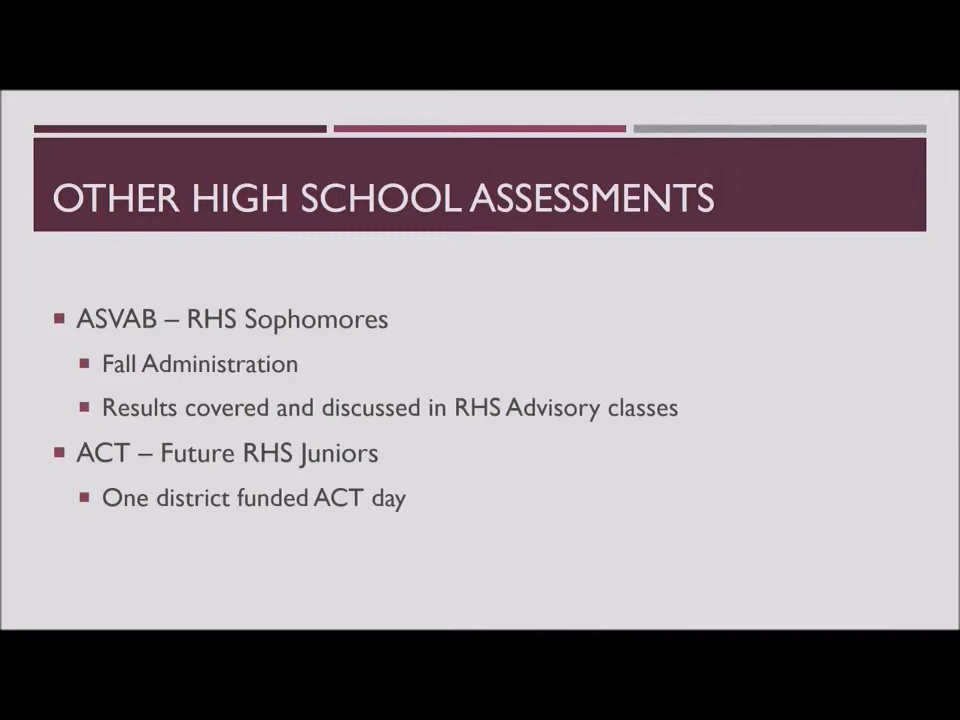 OTHER HIGH SCHOOL ASSESSMENTS
ASVAB – RHS Sophomores
Fall Administration
Results covered and discussed in RHS Advisory classes
ACT – Future RHS Juniors
One district funded ACT day